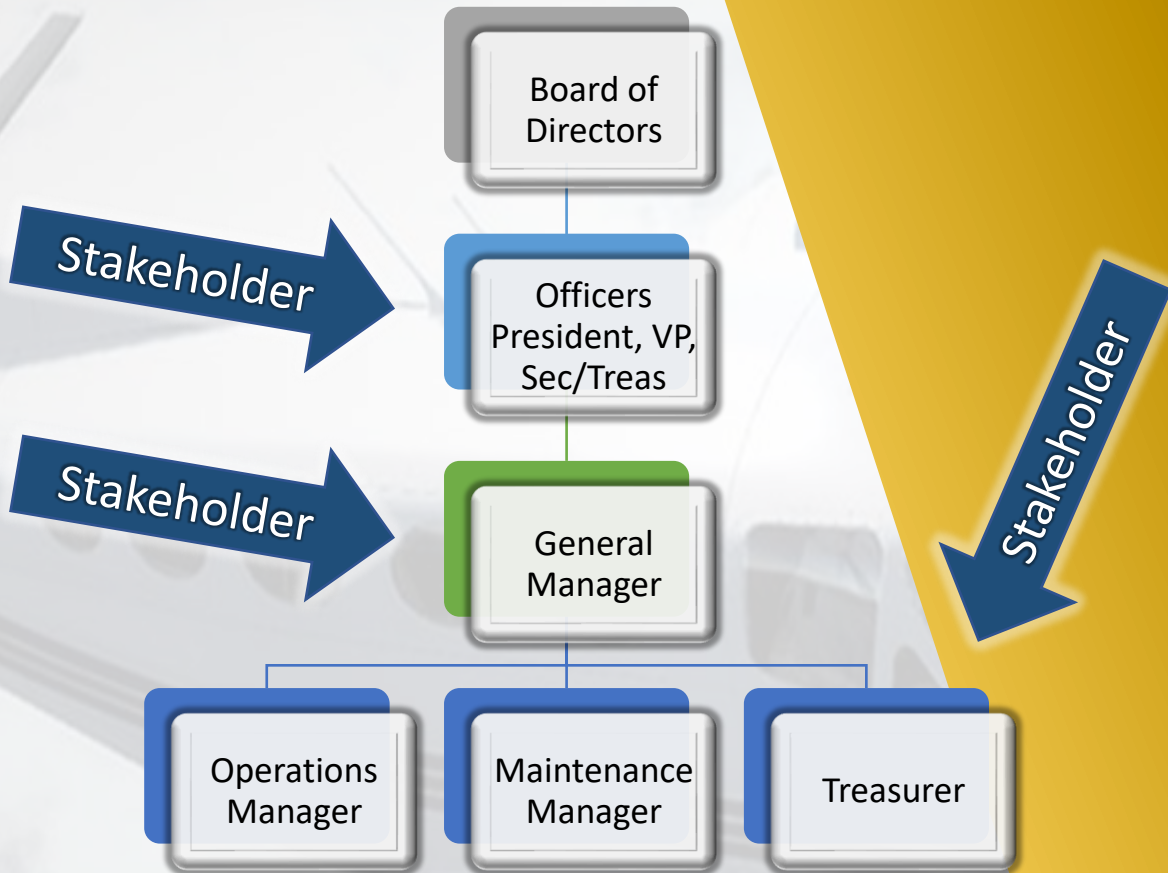 Board of
Directors
Stakeholder
Officers
President, VP,
Sec/Treas
Stakeholder
Stakeholder
General
Manager
Operations
Manager
Maintenance
Manager
Treasurer